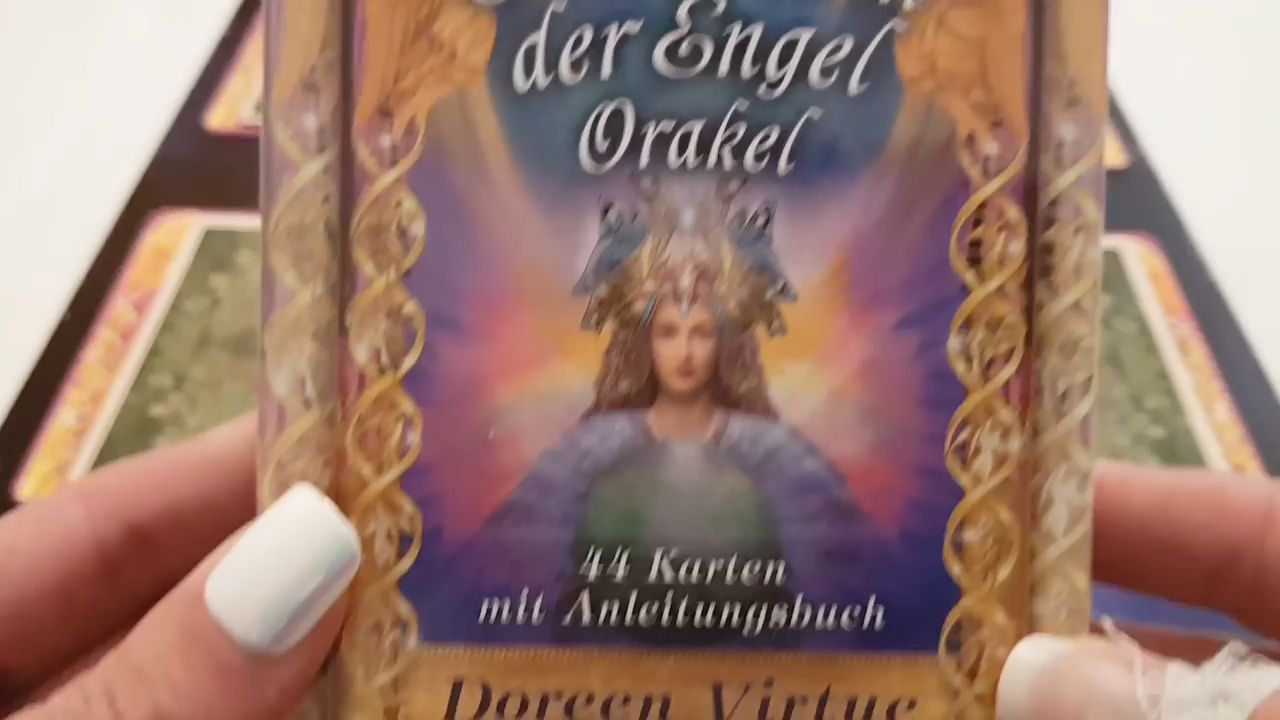 der Engel
Orakel
44 Karten
mit Anleitungsbuch
Doreen Virtue